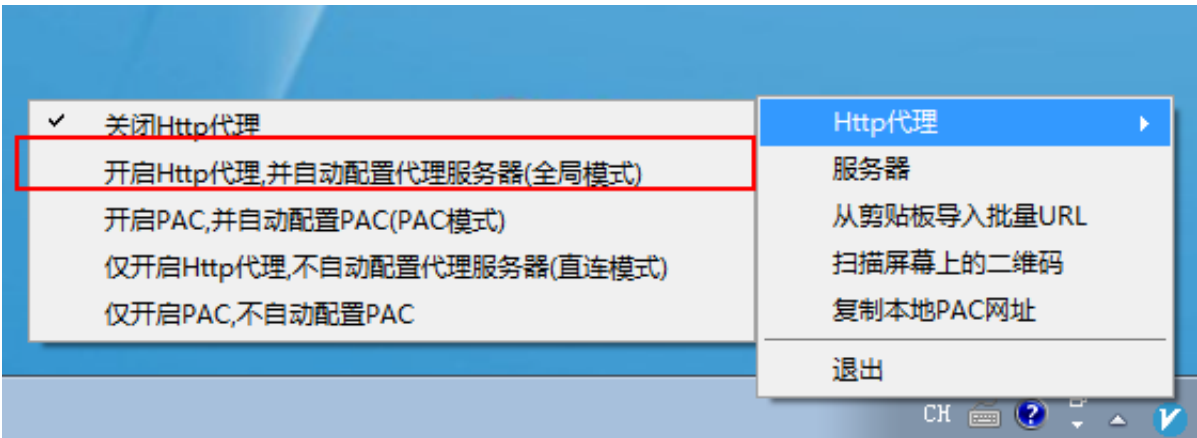 关闭Http代理
开启Http代理,并自动配置代理服务器(全局模式)
开启PAC,并自动配置PAC(PAC模式)
仅开启Http代理,不自动配置代理服务器(直连模式)
仅开启PAC,不自动配置PAC
Http代理
服务器
从剪贴板导入批量URL
扫描屏幕上的二维码
复制本地PAC网址
退出
CH